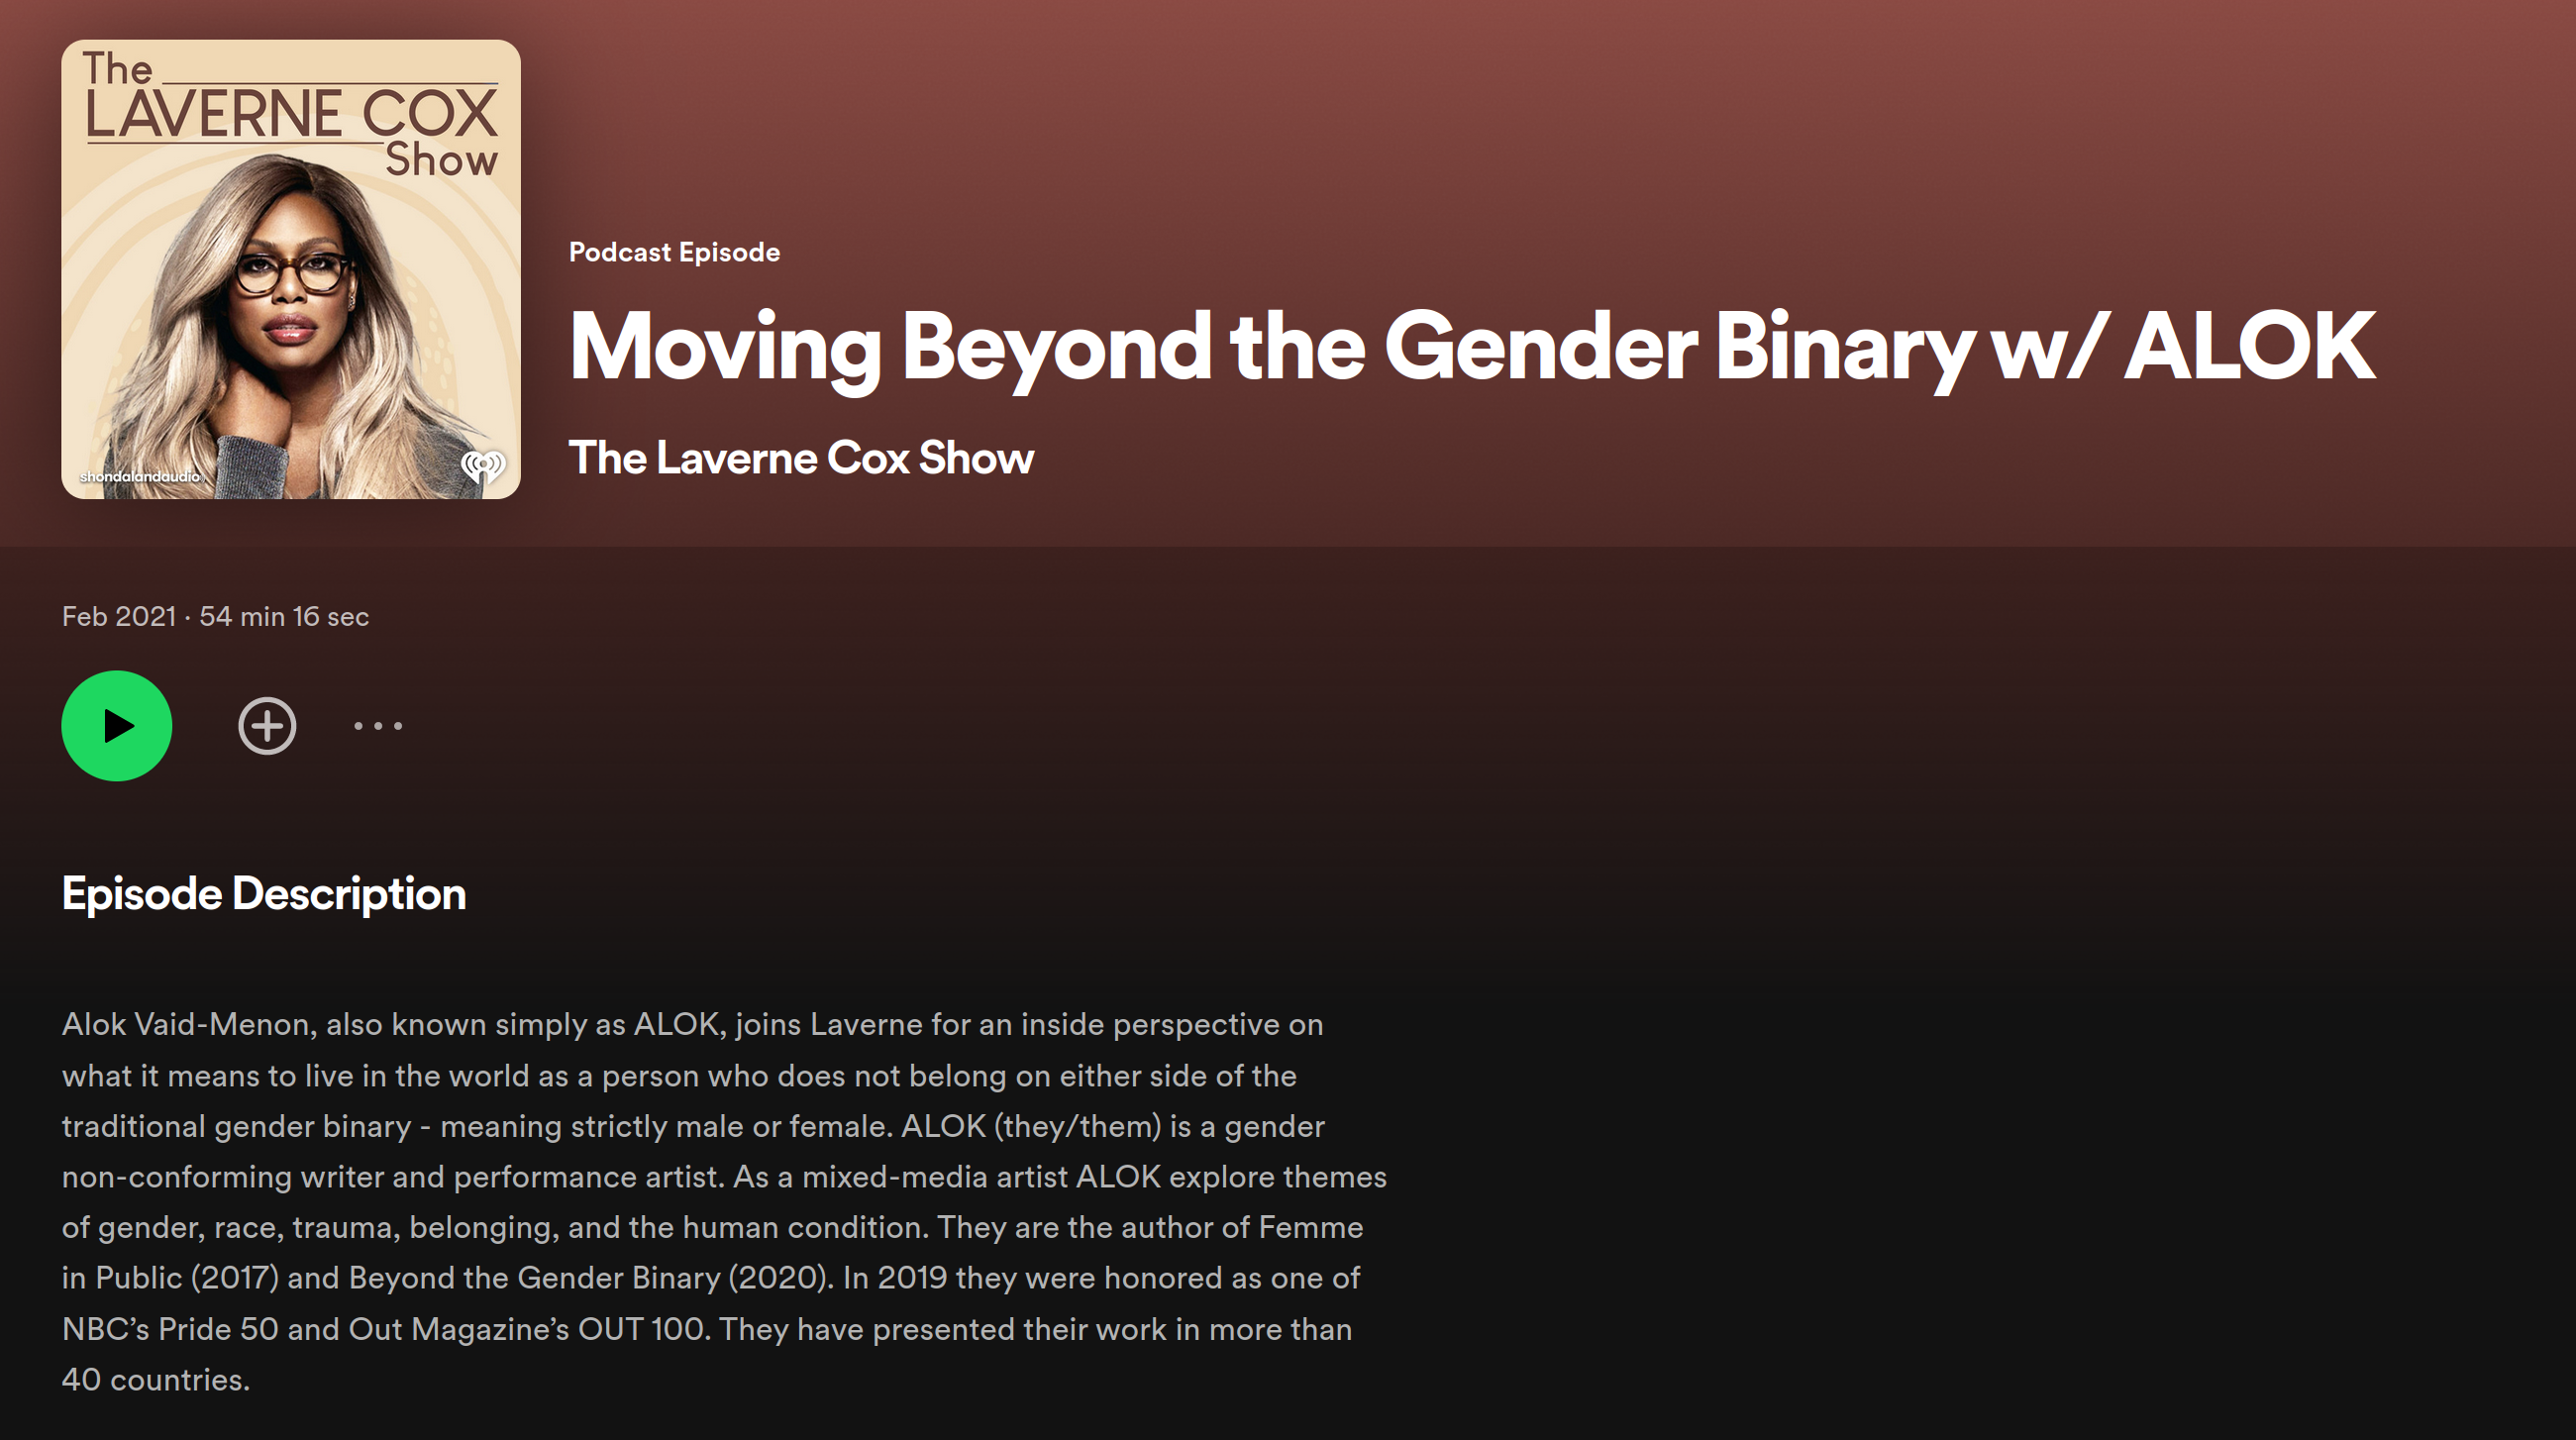 The
LAVERNE COX
Show
shondalandaudio
Podcast Episode
Moving Beyond the Gender Binary w/ ALOK
The Laverne Cox Show
Feb 2021 · 54 min 16 sec
Episode Description
Alok Vaid-Menon, also known simply as ALOK, joins Laverne for an inside perspective on
what it means to live in the world as a person who does not belong on either side of the
traditional gender binary - meaning strictly male or female. ALOK (they/them) is a gender
non-conforming writer and performance artist. As a mixed-media artist ALOK explore themes
of gender, race, trauma, belonging, and the human condition. They are the author of Femme
in Public (2017) and Beyond the Gender Binary (2020). In 2019 they were honored as one of
NBC’s Pride 50 and Out Magazine’s OUT 100. They have presented their work in more than
40 countries.